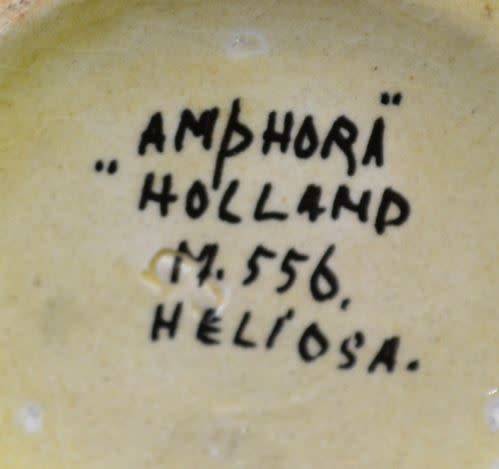 „AMPHORA"
HOLLAND
M. 556.
HELIOSA.